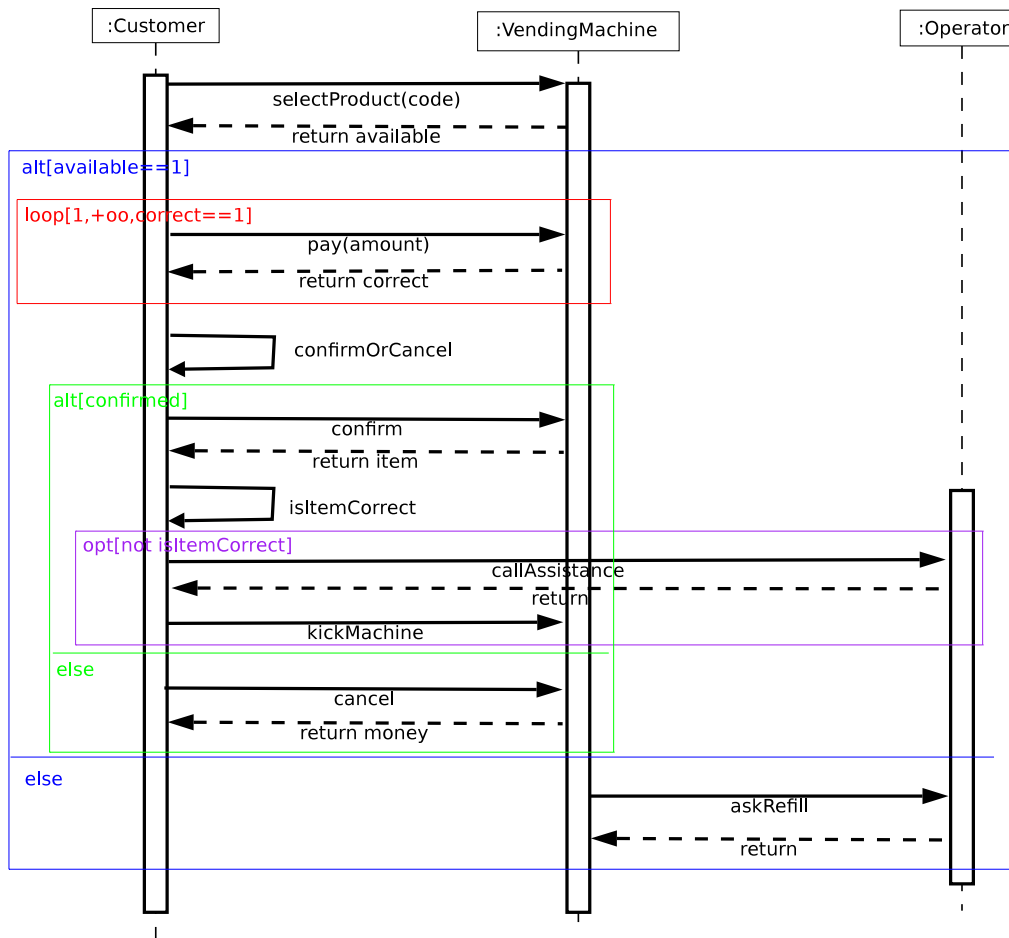 :Customer
:VendingMachine
:Operator
selectProduct(code)
return available
alt[available==1]
loop[1,+oo,correct==1]
pay(amount)
return correct
confirmOrCancel
alt[confirmed]
confirm
return item
isItemCorrect
opt[not isItemCorrect]
callAssistance
return
kickMachine
else
cancel
return money
else
askRefill
return